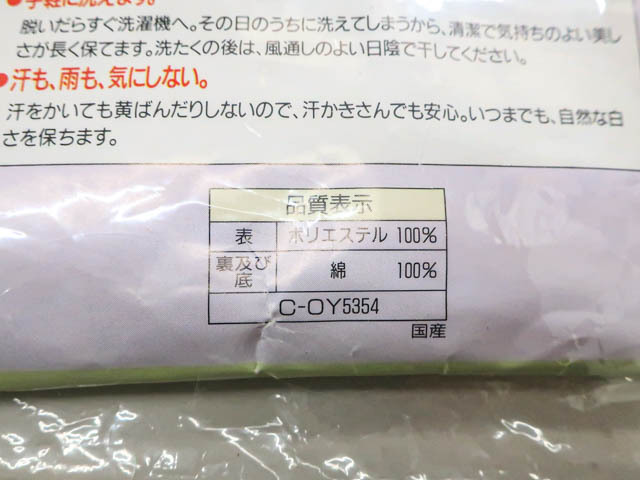 ●手軽に洗えます。
脱いだらすぐ洗濯機へ。その日のうちに洗えてしまうから、清潔で気持ちのよい美し
さが長く保てます。洗たくの後は、風通しのよい日陰で干してください。
●汗も、雨も、気にしない。
汗をかいても黄ばんだりしないので、汗かきさんでも安心。いつまでも、自然な白
さを保ちます。
品質表示
表 ポリエステル 100%
裏及び底 綿 100%
C-OY5354
国産